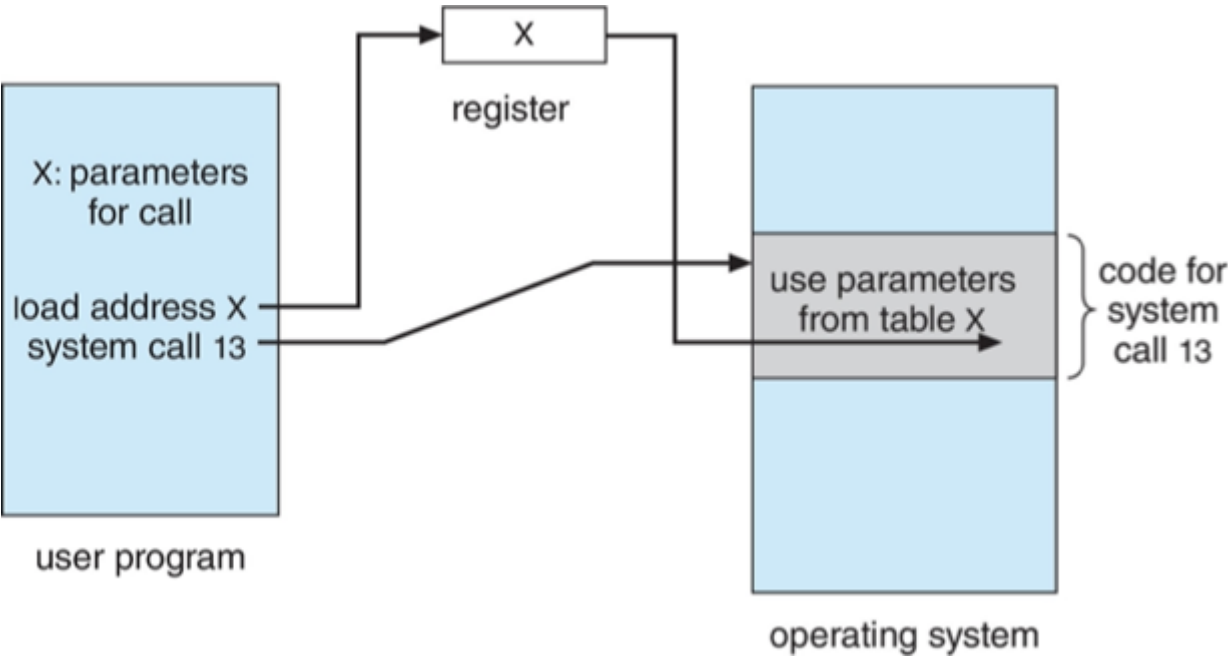 X
register
X: parameters
for call
load address X
system call 13
user program
use parameters
from table X
code for
system
call 13
operating system